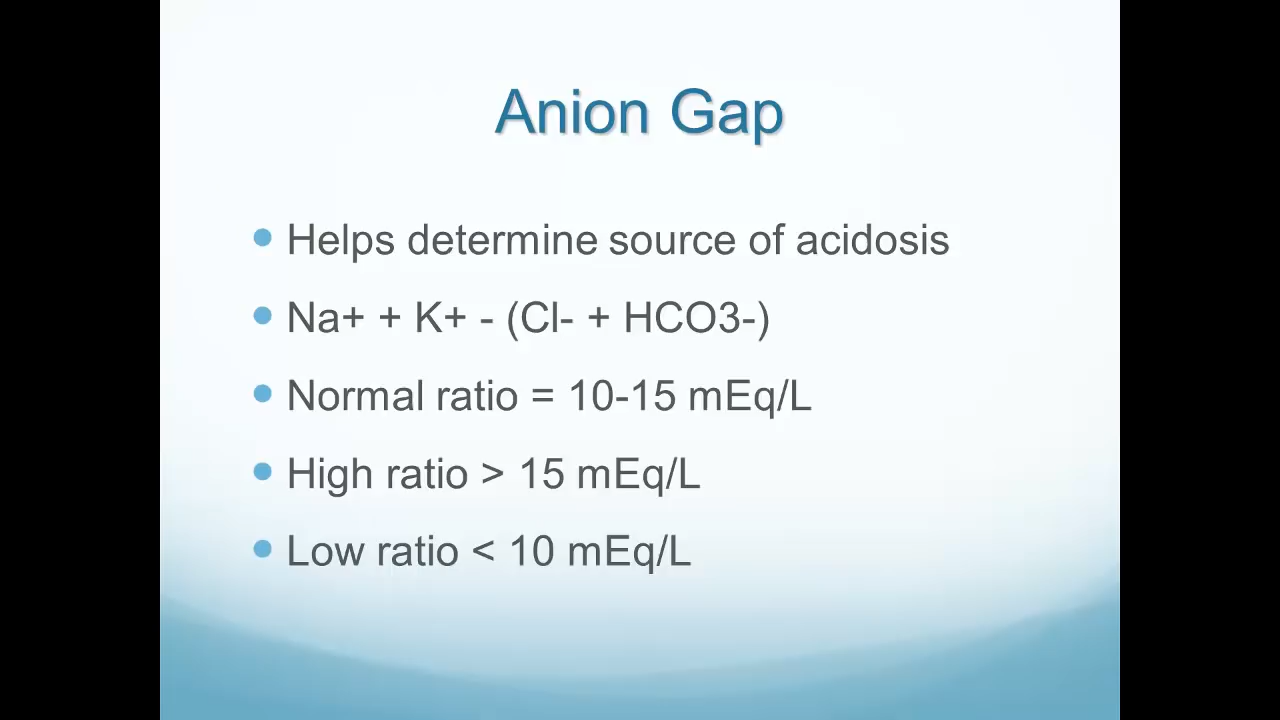 Anion Gap
Helps determine source of acidosis
Na+ + K+ - (Cl- + HCO3-)
Normal ratio = 10-15 mEq/L
High ratio > 15 mEq/L
Low ratio < 10 mEq/L